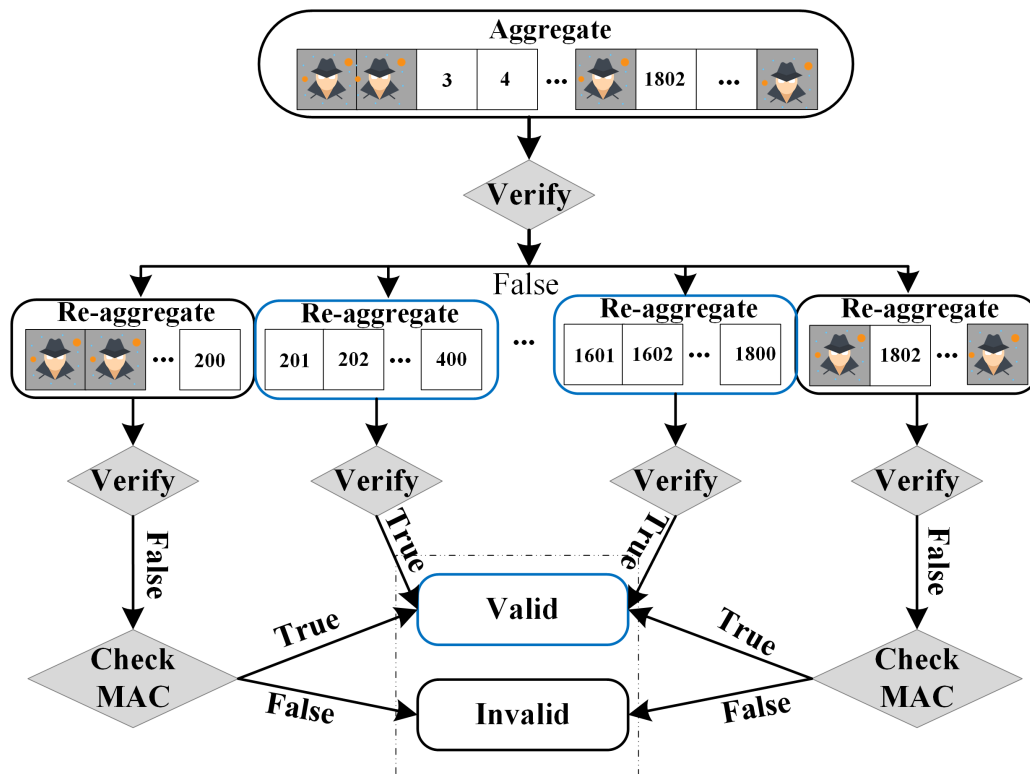 Aggregate
3 4 ... 1802 ...
Verify
False
Re-aggregate Re-aggregate ... Re-aggregate Re-aggregate
... 200 201 202 ... 400 1601 1602 ... 1800 1802 ...
Verify Verify Verify Verify
False True True False
Valid
True True
Check MAC Check MAC
False False
Invalid